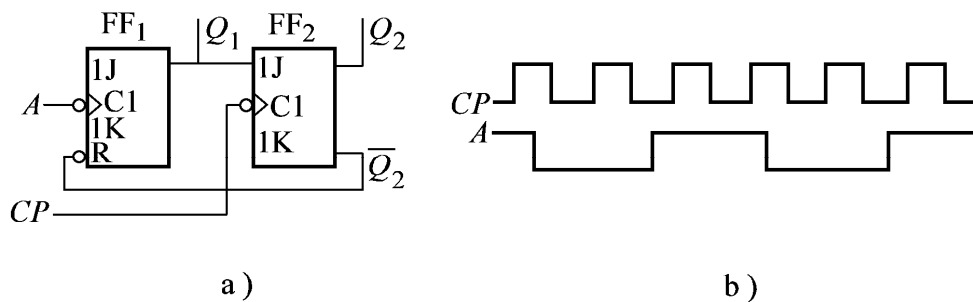 FF₁ Q₁ FF₂ Q₂
1J 1J
A C1 C1
1K 1K
R Q̅₂
CP
a )
CP
A
b )